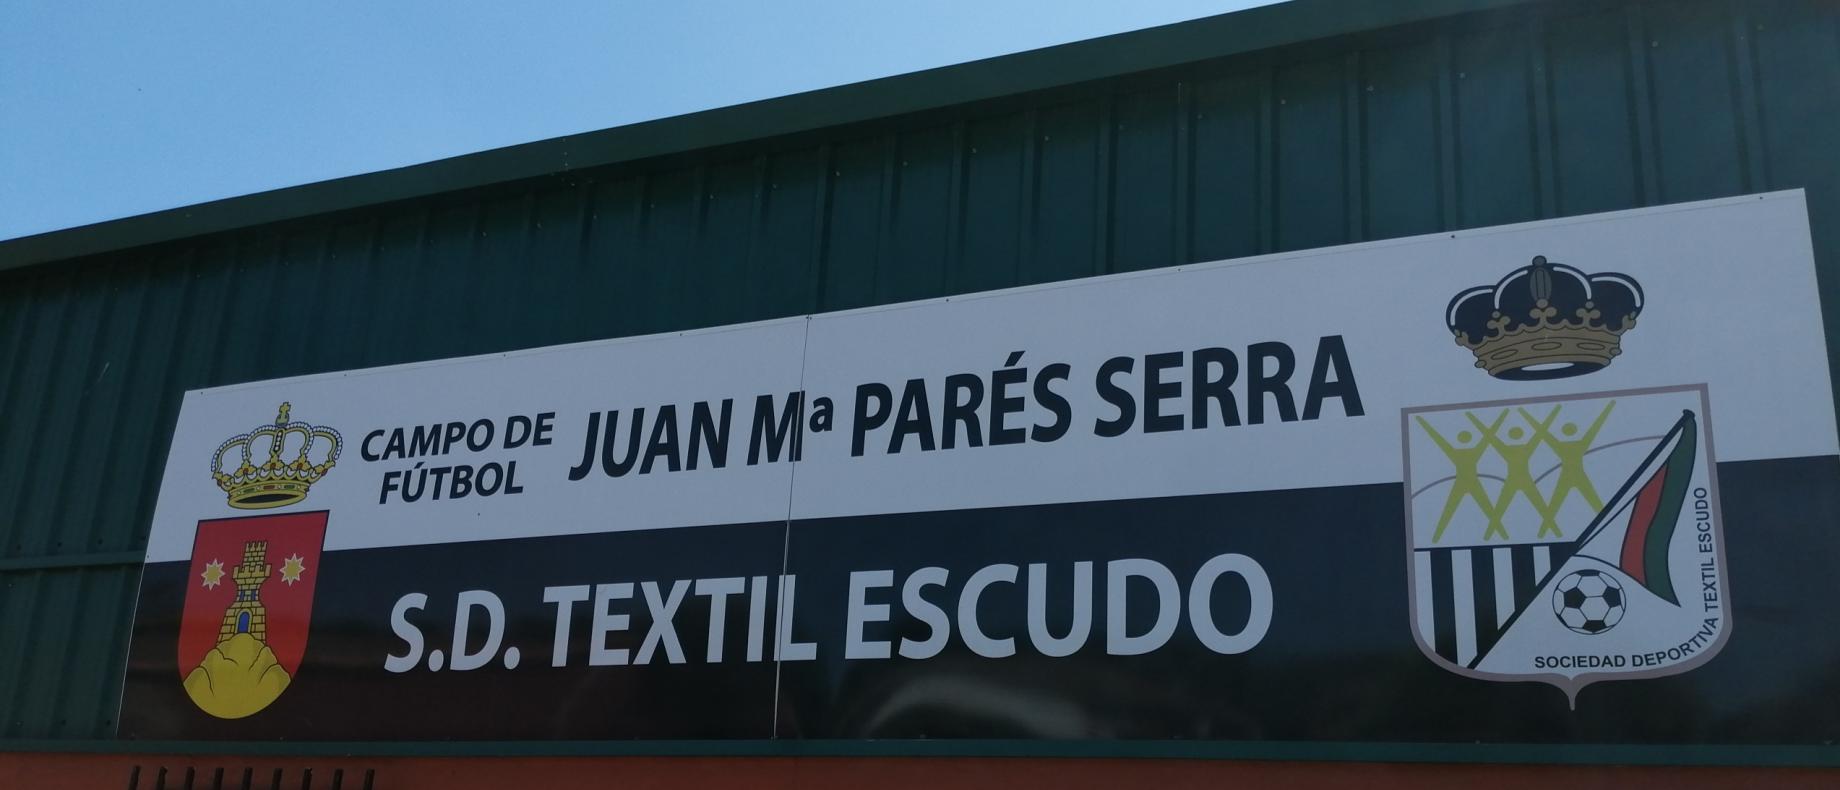 CAMPO DE
FÚTBOL
JUAN Mª PARÉS SERRA
S.D. TEXTIL ESCUDO
SOCIEDAD DEPORTIVA TEXTIL ESCUDO